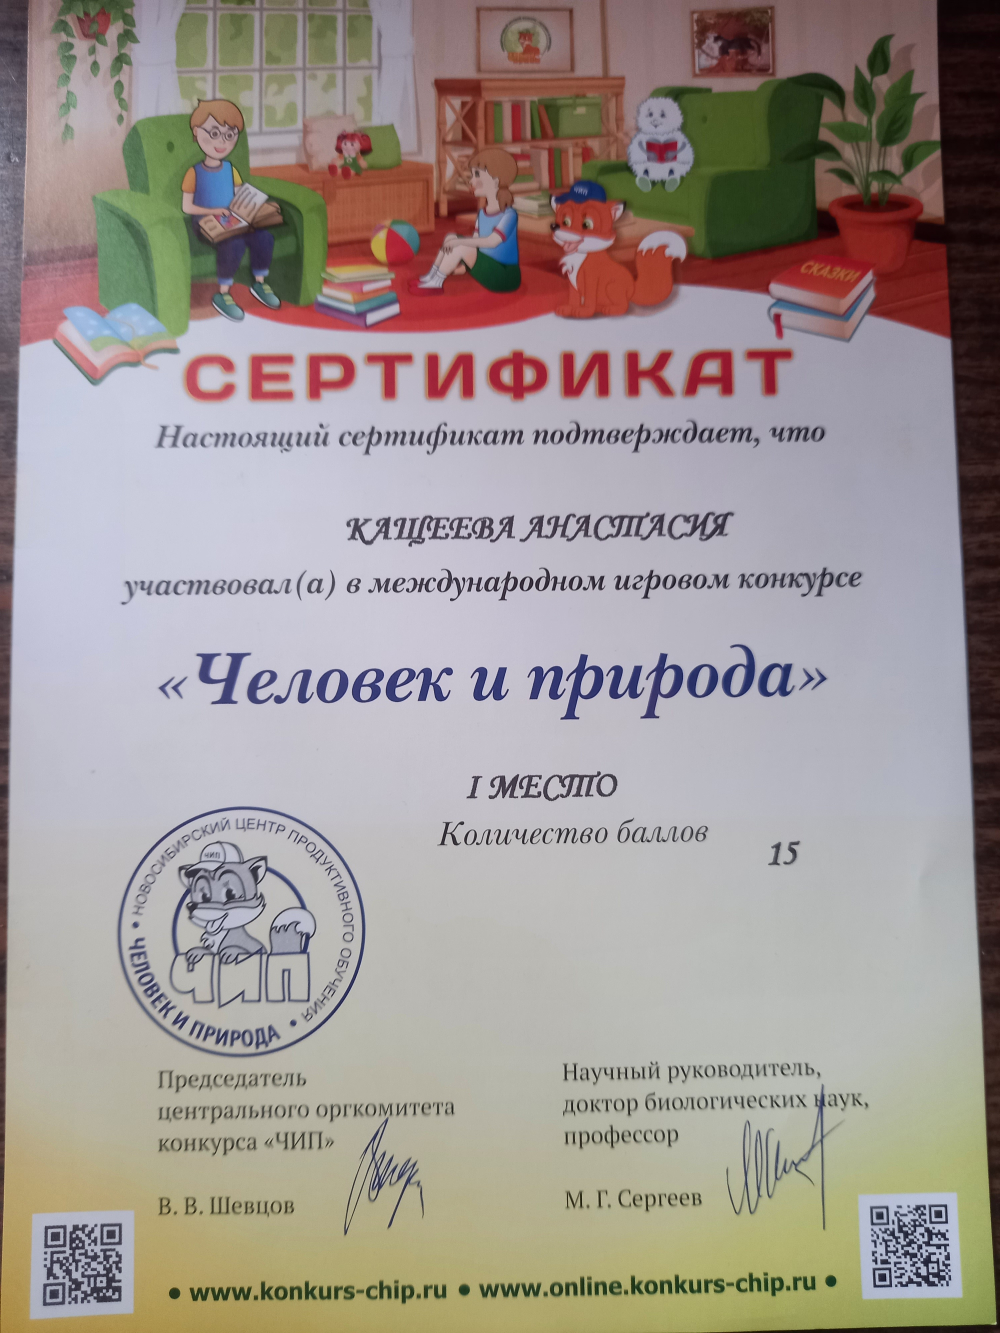 СКАЗКИ
СЕРТИФИКАТ
Настоящий сертификат подтверждает, что
КАЩЕЕВА АНАСТАСИЯ
участвовал(а) в международном игровом конкурсе
«Человек и природа»
I МЕСТО
Количество баллов
15
• НОВОСИБИРСКИЙ ЦЕНТР ПРОДУКТИВНОГО ОБУЧЕНИЯ •
ЧИП
ЧИП
ЧЕЛОВЕК И ПРИРОДА
Председатель
центрального оргкомитета
конкурса «ЧИП»
В. В. Шевцов
Научный руководитель,
доктор биологических наук,
профессор
М. Г. Сергеев
• www.konkurs-chip.ru • www.online.konkurs-chip.ru •